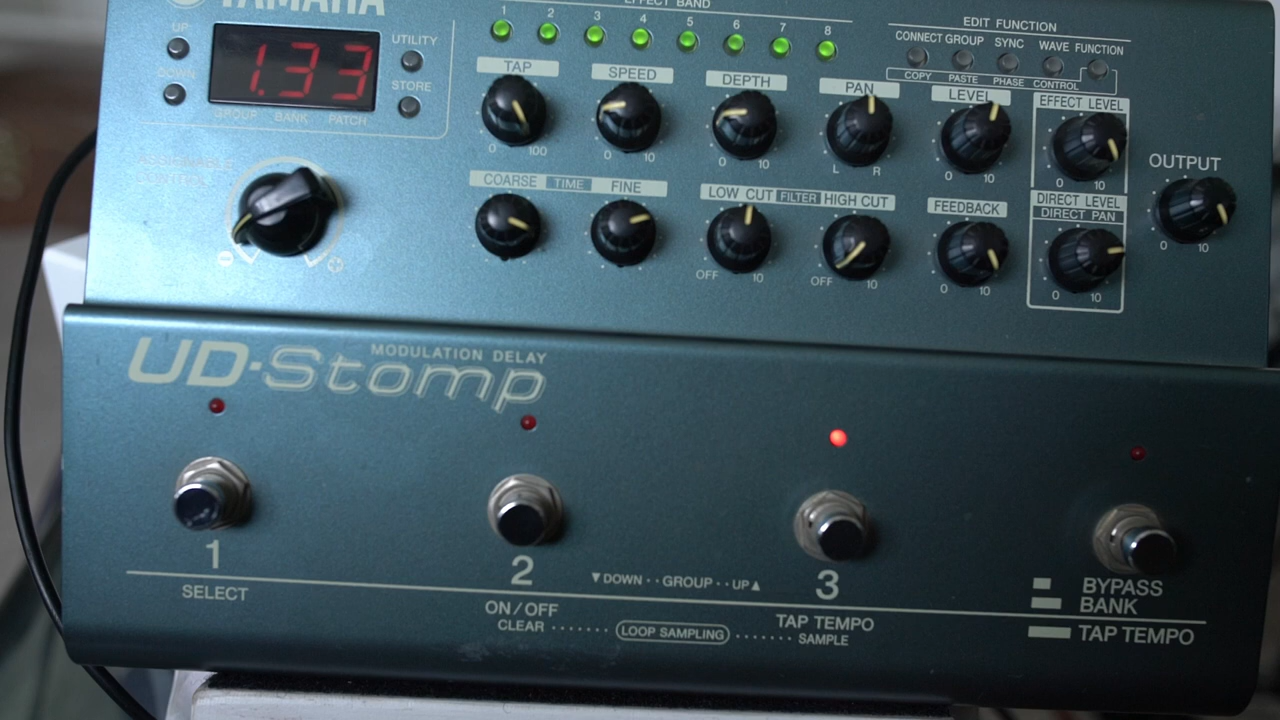 YAMAHA
EFFECT BAND
1 2 3 4 5 6 7 8
EDIT FUNCTION
CONNECT GROUP SYNC WAVE FUNCTION
COPY PASTE PHASE CONTROL
UP
DOWN
1.33
GROUP BANK PATCH
UTILITY
STORE
TAP SPEED DEPTH PAN LEVEL EFFECT LEVEL
0 100 0 10 0 10 L R 0 10 0 10
ASSIGNABLE
CONTROL
OUTPUT
0 10
COARSE TIME FINE LOW CUT FILTER HIGH CUT FEEDBACK DIRECT LEVEL
DIRECT PAN
OFF 10 OFF 10 0 10 0 10
UD-Stomp
MODULATION DELAY
1
SELECT
2
ON/OFF
CLEAR
▼DOWN · · GROUP · · UP▲
LOOP SAMPLING
3
TAP TEMPO
SAMPLE
BYPASS
BANK
TAP TEMPO